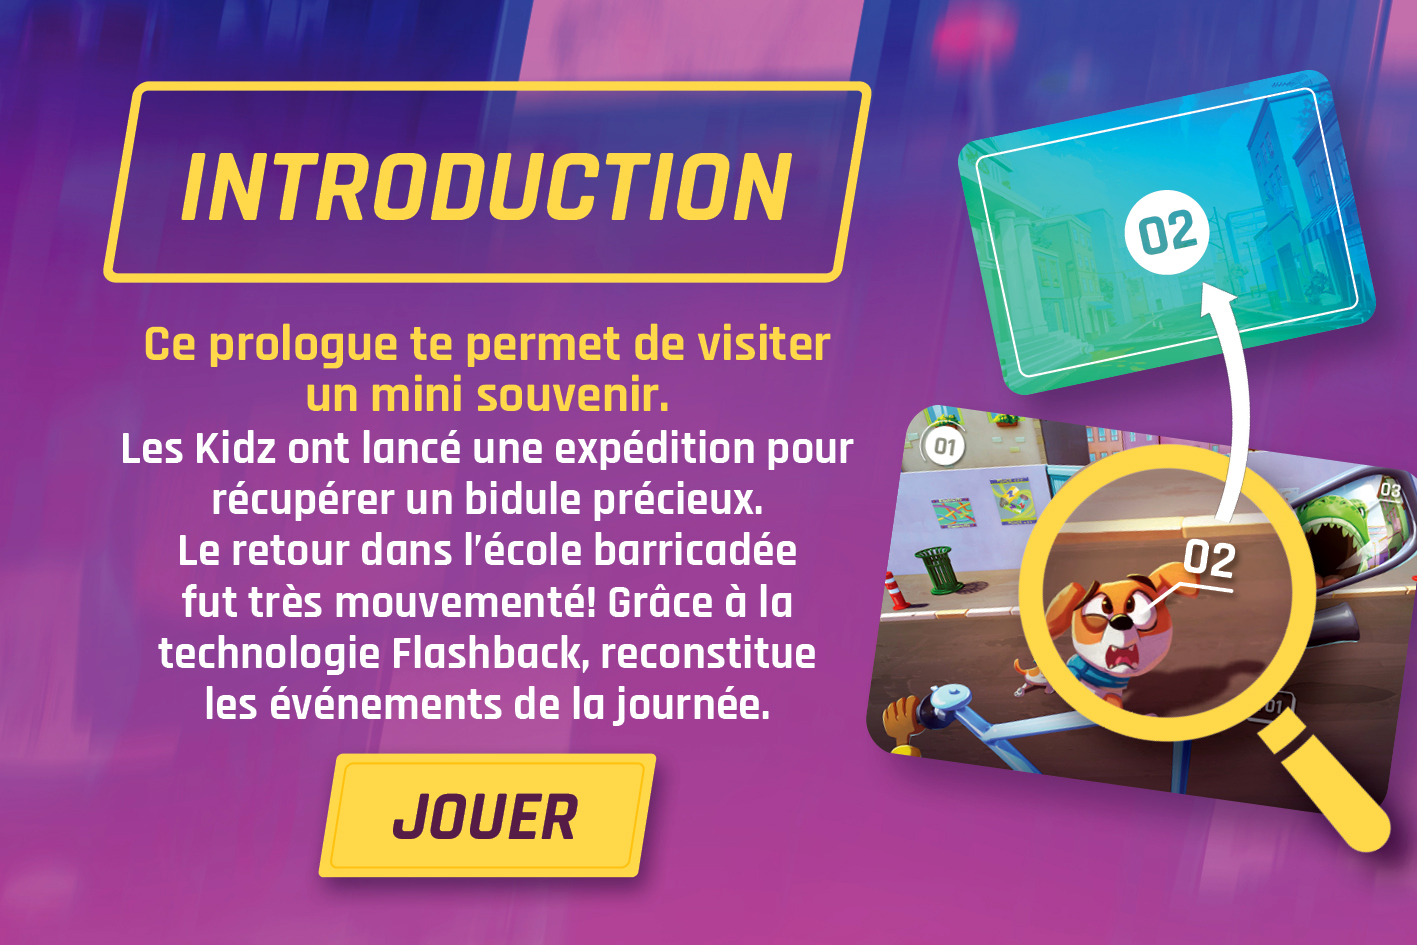 INTRODUCTION
Ce prologue te permet de visiter
un mini souvenir.
Les Kidz ont lancé une expédition pour
récupérer un bidule précieux.
Le retour dans l'école barricadée
fut très mouvementé! Grâce à la
technologie Flashback, reconstitue
les événements de la journée.
JOUER
02
01
03
02
01